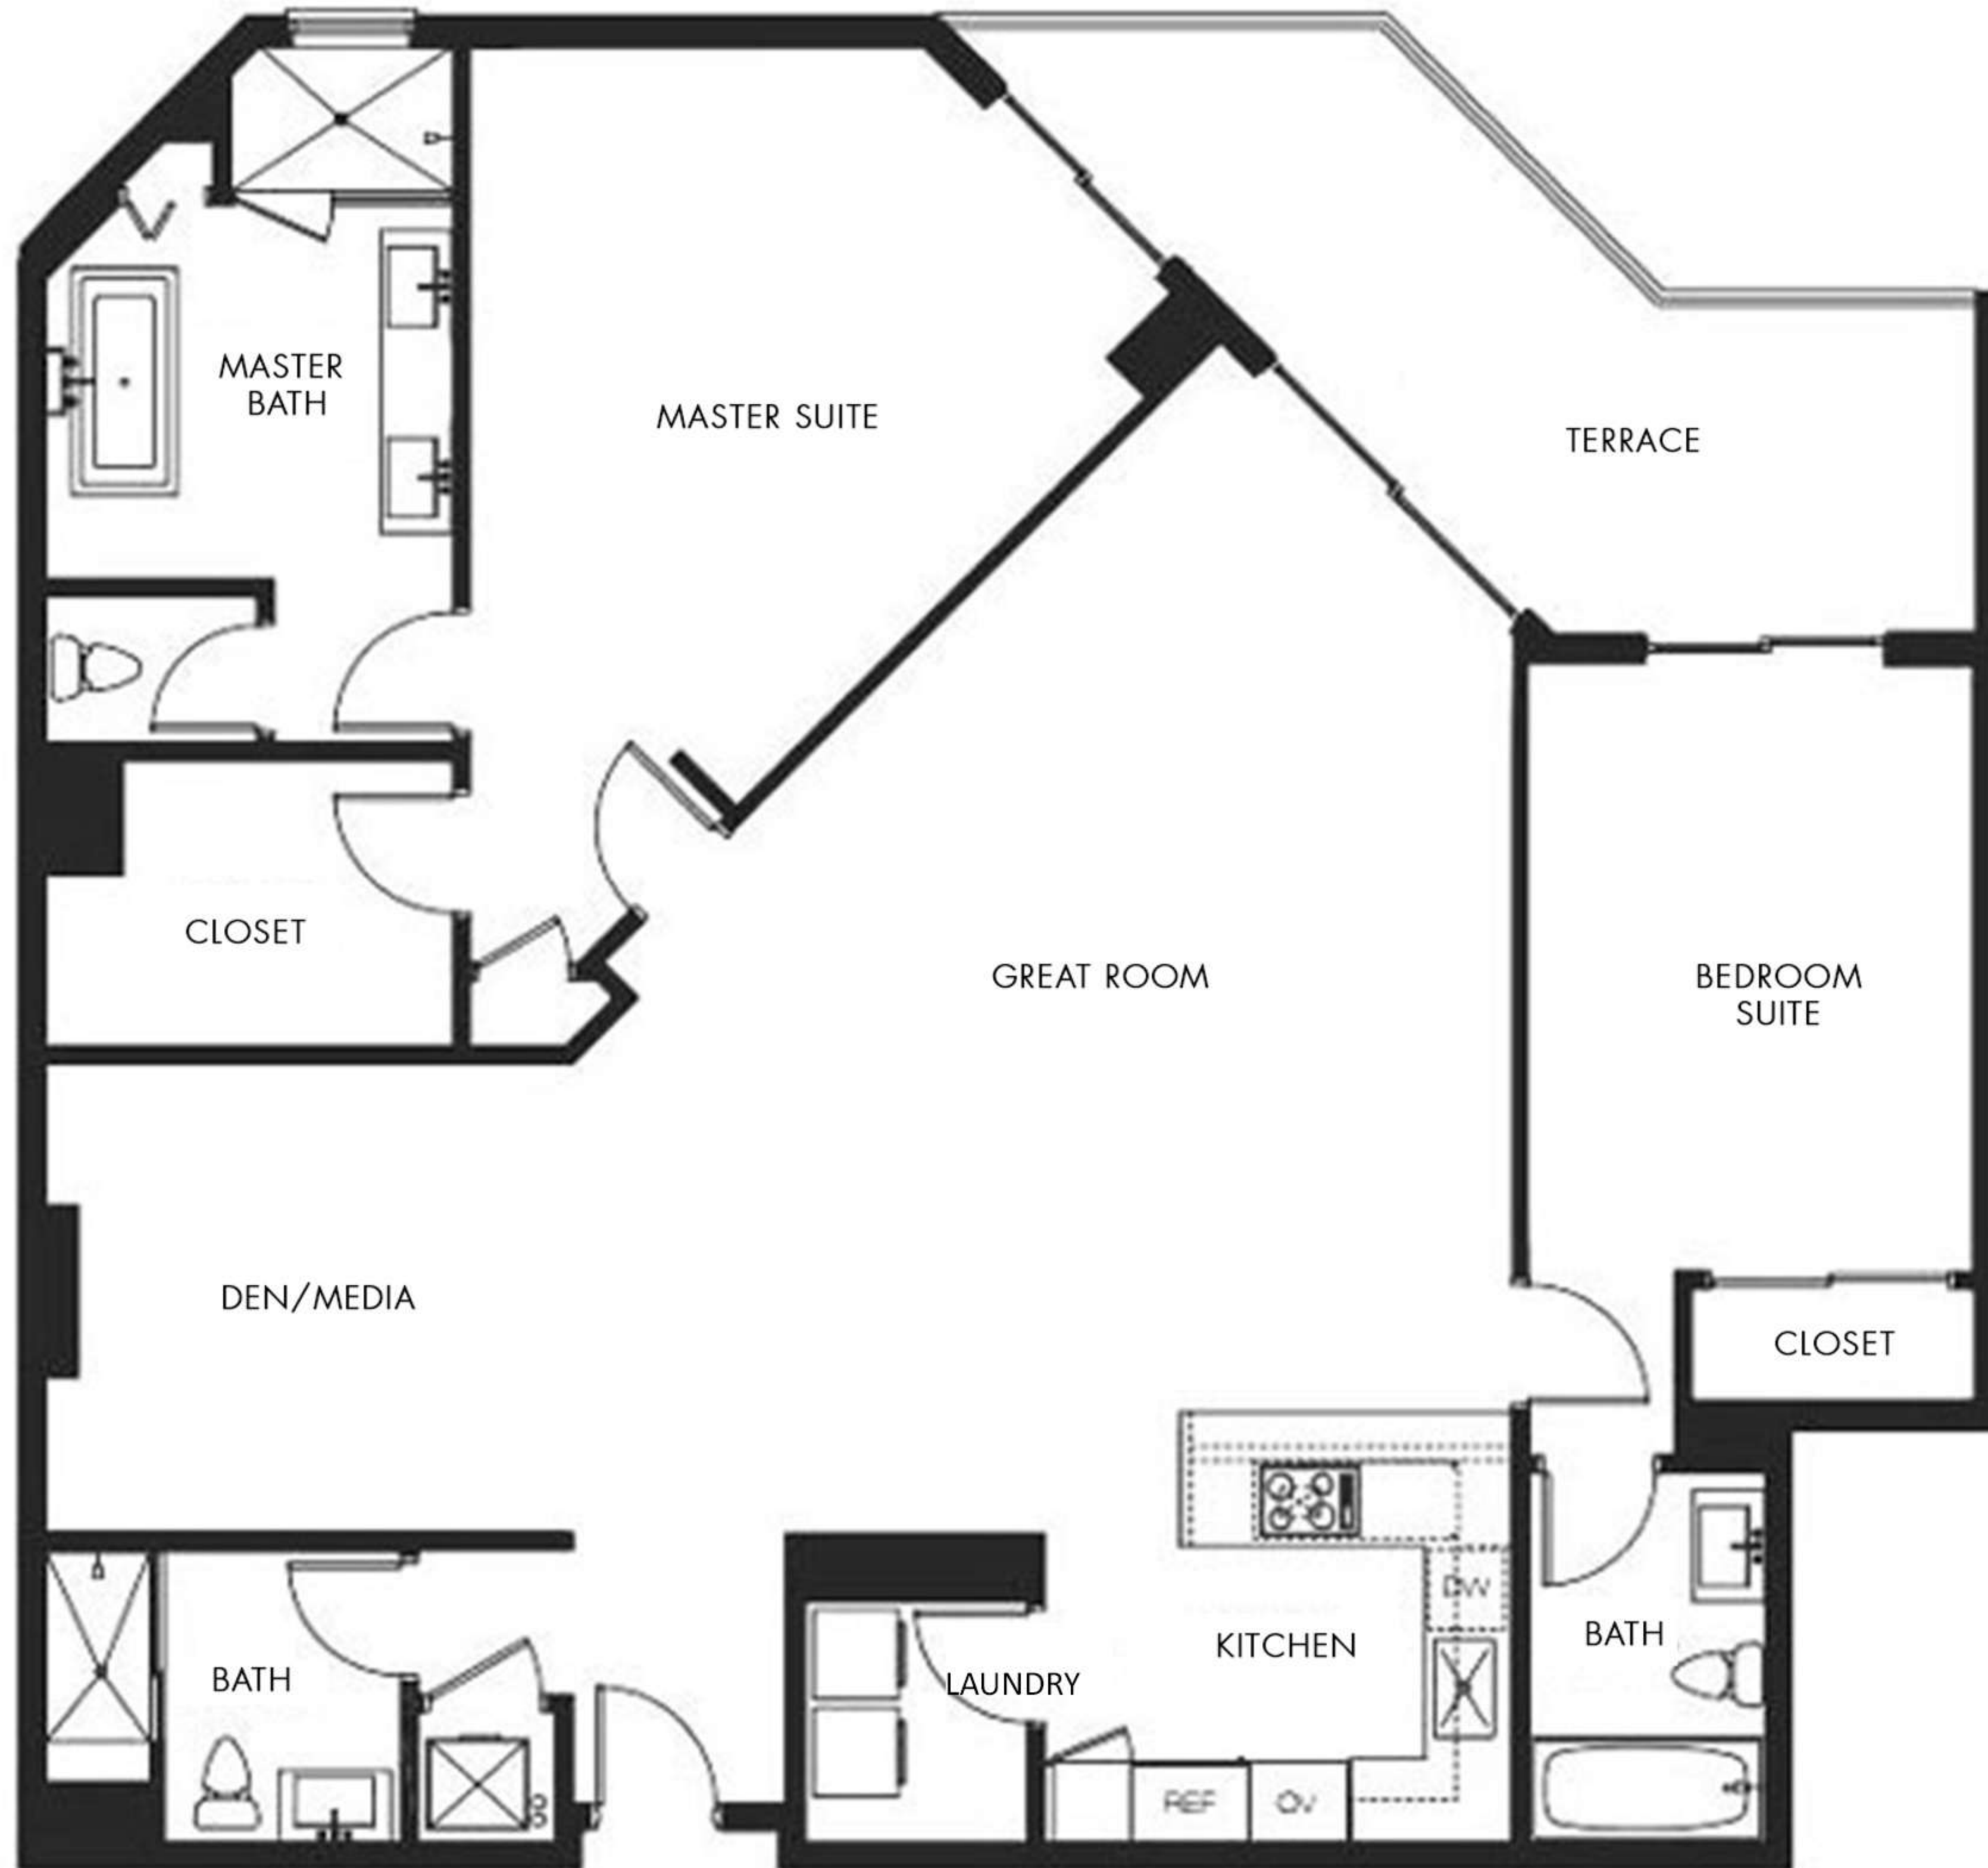 MASTER
BATH
MASTER SUITE
TERRACE
CLOSET
GREAT ROOM
BEDROOM
SUITE
DEN/MEDIA
CLOSET
DW
BATH
KITCHEN
BATH
LAUNDRY
REF
OV